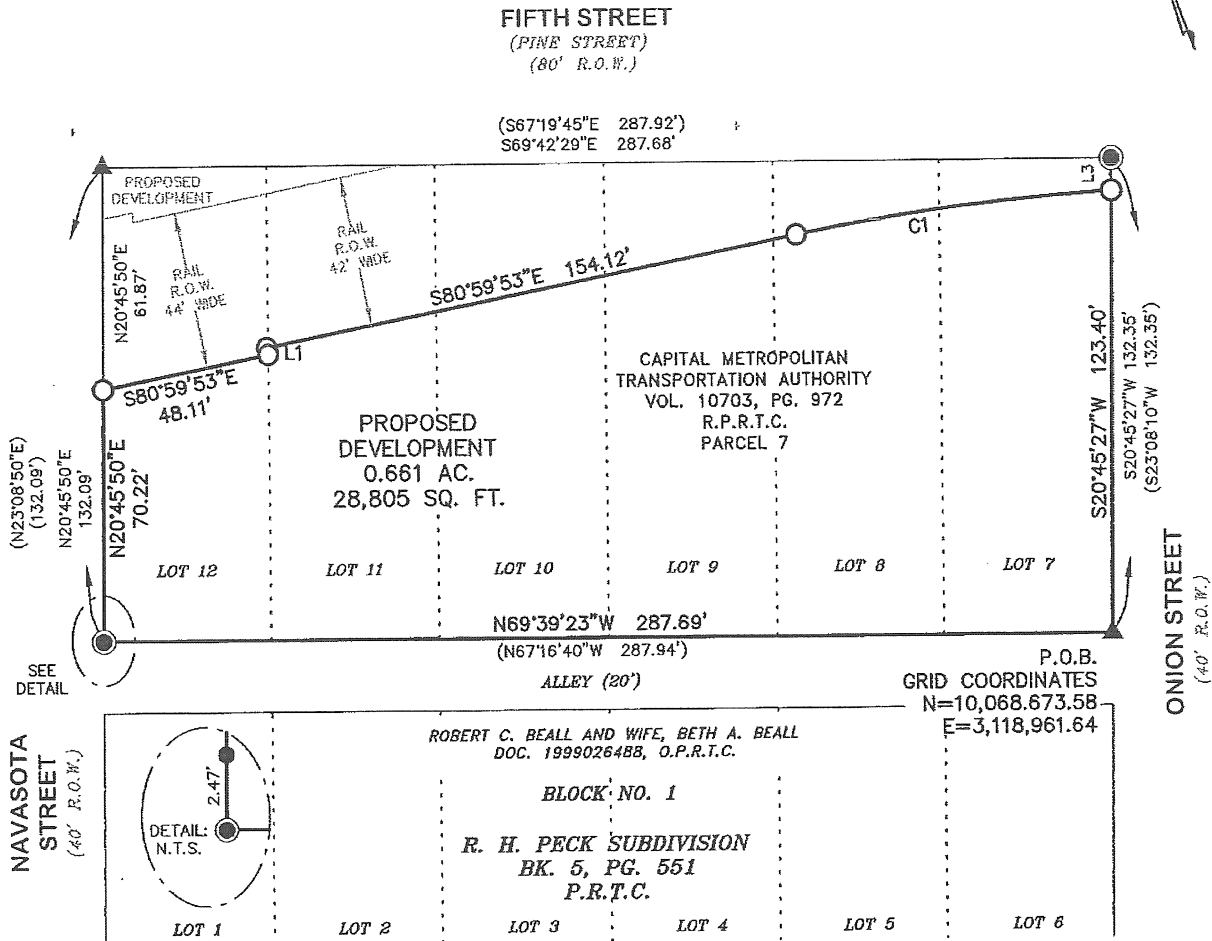 FIFTH STREET
(PINE STREET)
(80' R.O.W.)
(S67°19'45"E 287.92')
S69°42'29"E 287.68'
PROPOSED
DEVELOPMENT
L3
RAIL
R.O.W.
44' WIDE
RAIL
R.O.W.
42' WIDE
C1
N20°45'50"E
61.87'
S80°59'53"E 154.12'
L1
S80°59'53"E
48.11'
CAPITAL METROPOLITAN
TRANSPORTATION AUTHORITY
VOL. 10703, PG. 972
R.P.R.T.C.
PARCEL 7
PROPOSED
DEVELOPMENT
0.661 AC.
28,805 SQ. FT.
S20°45'27"W 123.40'
S20°45'27"W 132.35'
(S23°08'10"W 132.35')
(N23°08'50"E)
(132.09')
N20°45'50"E
132.09'
N20°45'50"E
70.22'
LOT 12
LOT 11
LOT 10
LOT 9
LOT 8
LOT 7
N69°39'23"W 287.69'
(N67°16'40"W 287.94')
SEE
DETAIL
ALLEY (20')
P.O.B.
GRID COORDINATES
N=10,068.673.58
E=3,118,961.64
ONION STREET
(40' R.O.W.)
NAVASOTA
STREET
(40' R.O.W.)
2.47'
DETAIL:
N.T.S.
ROBERT C. BEALL AND WIFE, BETH A. BEALL
DOC. 1999026488, O.P.R.T.C.
BLOCK NO. 1
R. H. PECK SUBDIVISION
BK. 5, PG. 551
P.R.T.C.
LOT 1
LOT 2
LOT 3
LOT 4
LOT 5
LOT 6